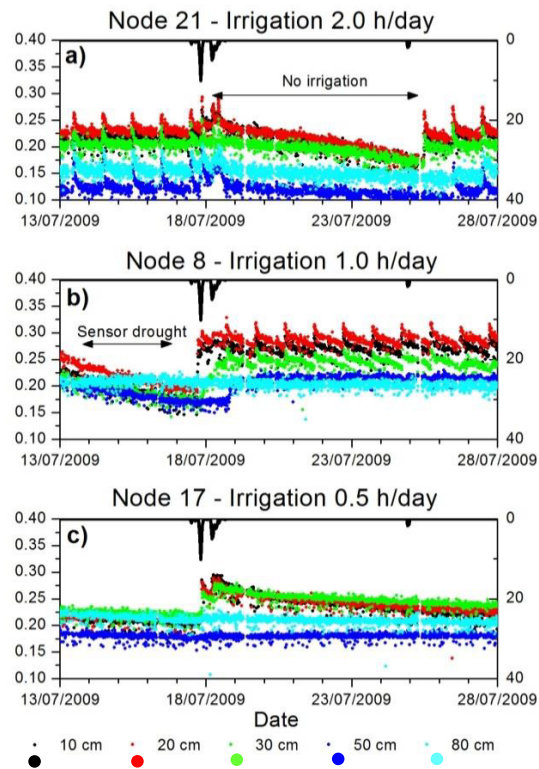 Node 21 - Irrigation 2.0 h/day
0.40 0
a)
0.35
No irrigation
0.30
0.25 20
0.20
0.15
0.10 40
13/07/2009 18/07/2009 23/07/2009 28/07/2009
Node 8 - Irrigation 1.0 h/day
0.40 0
b)
0.35
Sensor drought
0.30
0.25 20
0.20
0.15
0.10 40
13/07/2009 18/07/2009 23/07/2009 28/07/2009
Node 17 - Irrigation 0.5 h/day
0.40 0
c)
0.35
0.30
0.25 20
0.20
0.15
0.10 40
13/07/2009 18/07/2009 23/07/2009 28/07/2009
Date
10 cm 20 cm 30 cm 50 cm 80 cm